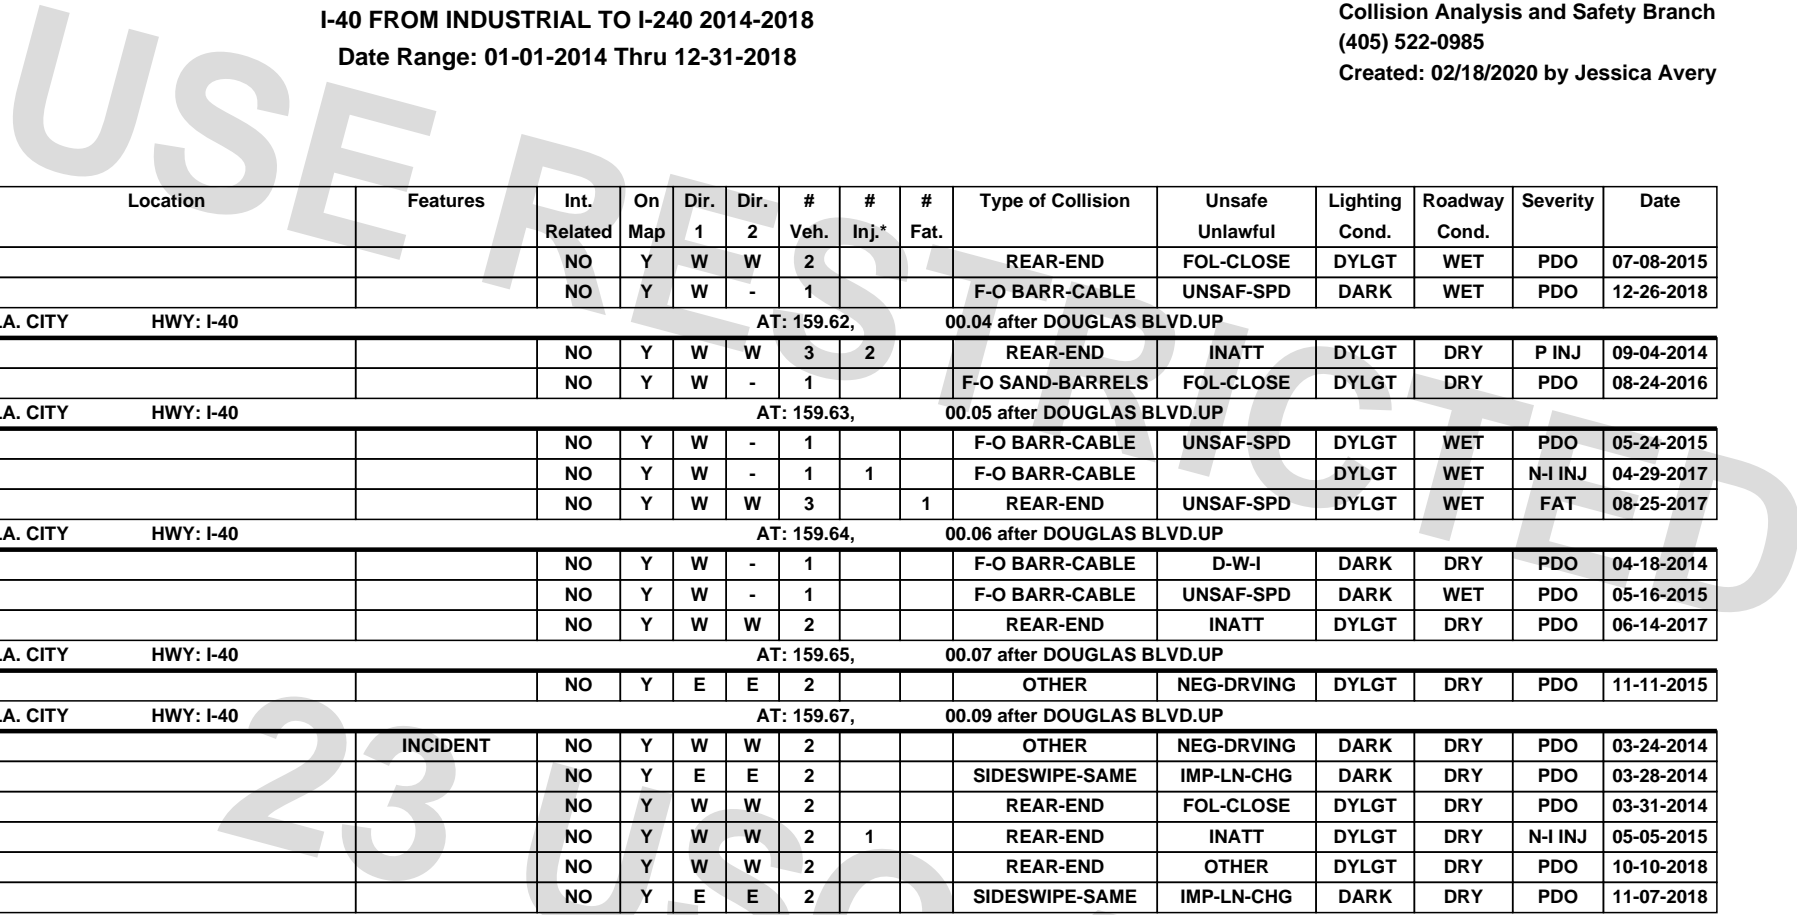 I-40 FROM INDUSTRIAL TO I-240 2014-2018
Date Range: 01-01-2014 Thru 12-31-2018
Collision Analysis and Safety Branch
(405) 522-0985
Created: 02/18/2020 by Jessica Avery
USE RESTRICTED
Location Features Int. On Dir. Dir. # # # Type of Collision Unsafe Lighting Roadway Severity Date
Related Map 1 2 Veh. Inj.* Fat. Unlawful Cond. Cond.
NO Y W W 2 REAR-END FOL-CLOSE DYLGT WET PDO 07-08-2015
NO Y W - 1 F-O BARR-CABLE UNSAF-SPD DARK WET PDO 12-26-2018
A. CITY HWY: I-40 AT: 159.62, 00.04 after DOUGLAS BLVD.UP
NO Y W W 3 2 REAR-END INATT DYLGT DRY P INJ 09-04-2014
NO Y W - 1 F-O SAND-BARRELS FOL-CLOSE DYLGT DRY PDO 08-24-2016
A. CITY HWY: I-40 AT: 159.63, 00.05 after DOUGLAS BLVD.UP
NO Y W - 1 F-O BARR-CABLE UNSAF-SPD DYLGT WET PDO 05-24-2015
NO Y W - 1 1 F-O BARR-CABLE DYLGT WET N-I INJ 04-29-2017
NO Y W W 3 1 REAR-END UNSAF-SPD DYLGT WET FAT 08-25-2017
A. CITY HWY: I-40 AT: 159.64, 00.06 after DOUGLAS BLVD.UP
NO Y W - 1 F-O BARR-CABLE D-W-I DARK DRY PDO 04-18-2014
NO Y W - 1 F-O BARR-CABLE UNSAF-SPD DARK WET PDO 05-16-2015
NO Y W W 2 REAR-END INATT DYLGT DRY PDO 06-14-2017
A. CITY HWY: I-40 AT: 159.65, 00.07 after DOUGLAS BLVD.UP
NO Y E E 2 OTHER NEG-DRVING DYLGT DRY PDO 11-11-2015
A. CITY HWY: I-40 AT: 159.67, 00.09 after DOUGLAS BLVD.UP
INCIDENT NO Y W W 2 OTHER NEG-DRVING DARK DRY PDO 03-24-2014
NO Y E E 2 SIDESWIPE-SAME IMP-LN-CHG DARK DRY PDO 03-28-2014
NO Y W W 2 REAR-END FOL-CLOSE DYLGT DRY PDO 03-31-2014
NO Y W W 2 1 REAR-END INATT DYLGT DRY N-I INJ 05-05-2015
NO Y W W 2 REAR-END OTHER DYLGT DRY PDO 10-10-2018
NO Y E E 2 SIDESWIPE-SAME IMP-LN-CHG DARK DRY PDO 11-07-2018
23 USC